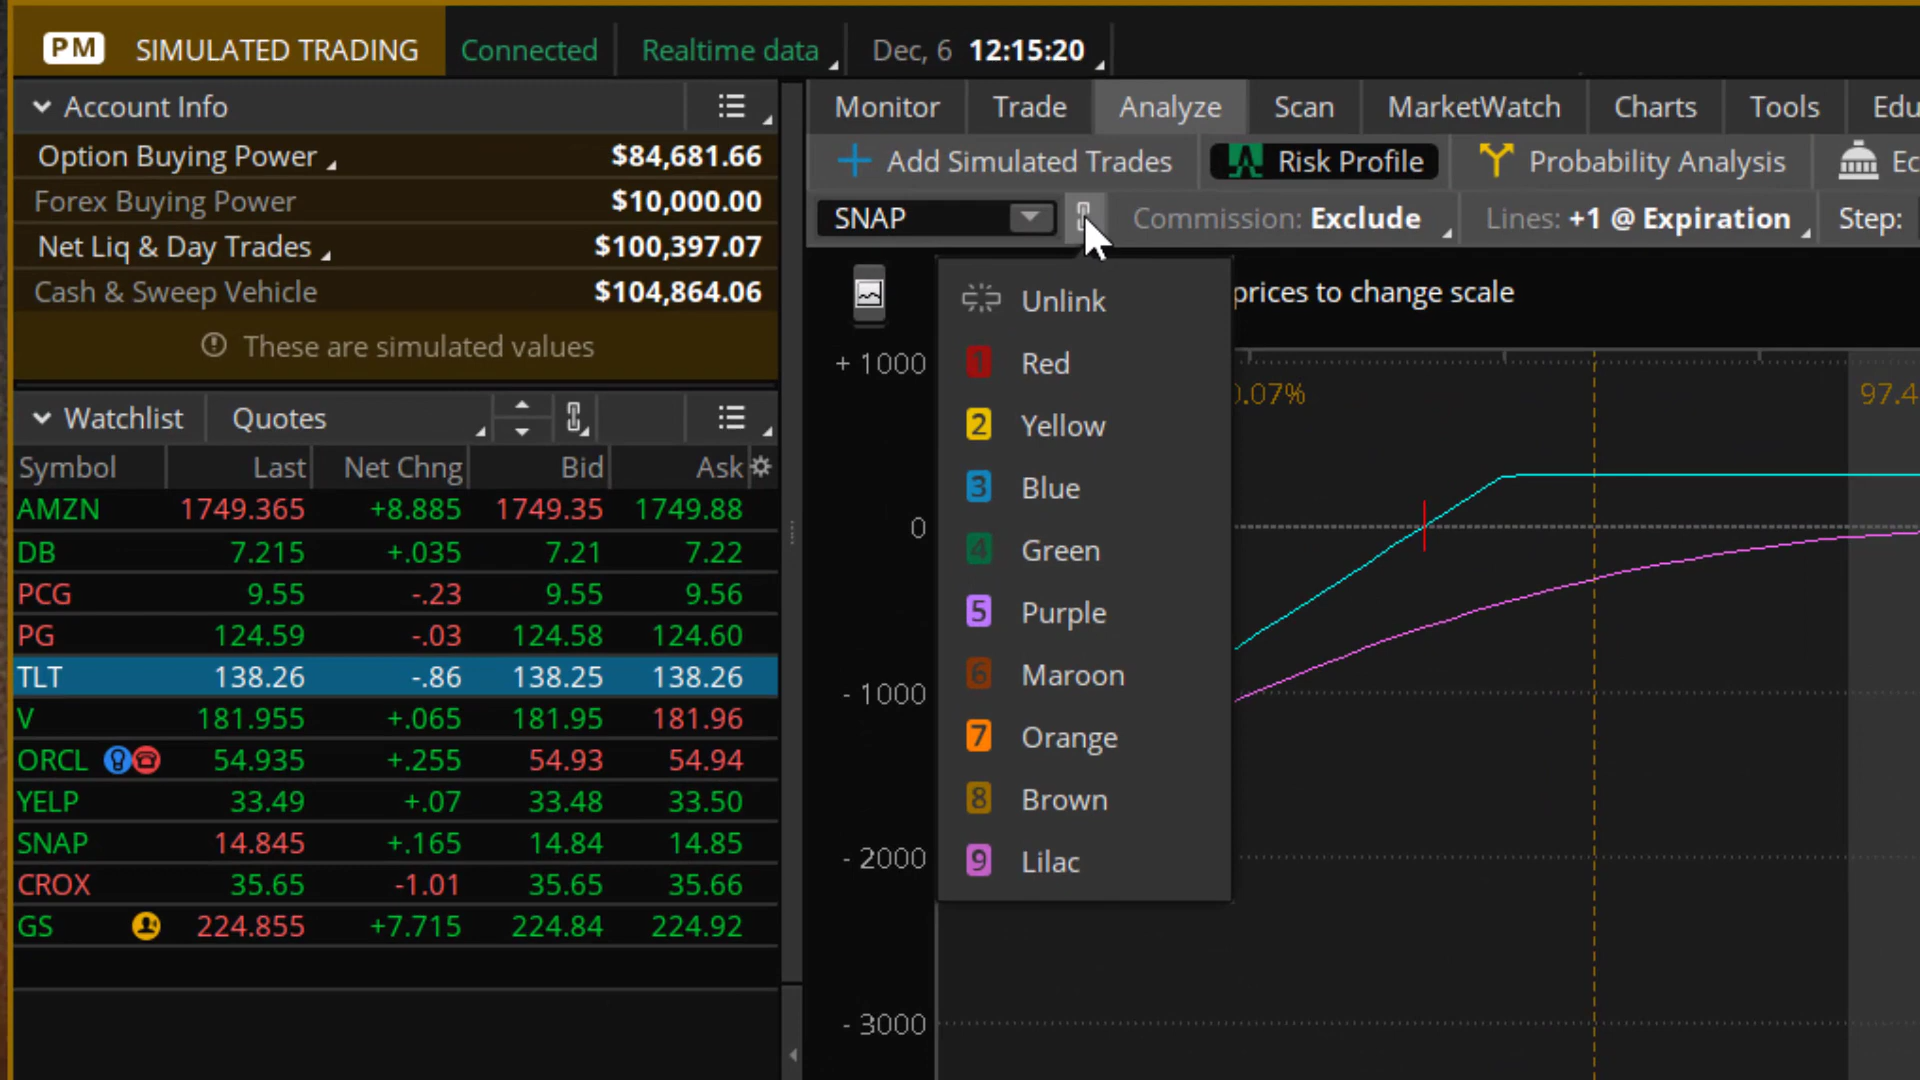 PM SIMULATED TRADING Connected Realtime data Dec, 6 12:15:20
Account Info
Option Buying Power $84,681.66
Forex Buying Power $10,000.00
Net Liq & Day Trades $100,397.07
Cash & Sweep Vehicle $104,864.06
These are simulated values
Watchlist Quotes
Symbol Last Net Chng Bid Ask
AMZN 1749.365 +8.885 1749.35 1749.88
DB 7.215 +.035 7.21 7.22
PCG 9.55 -.23 9.55 9.56
PG 124.59 -.03 124.58 124.60
TLT 138.26 -.86 138.25 138.26
V 181.955 +.065 181.95 181.96
ORCL 54.935 +.255 54.93 54.94
YELP 33.49 +.07 33.48 33.50
SNAP 14.845 +.165 14.84 14.85
CROX 35.65 -1.01 35.65 35.66
GS 224.855 +7.715 224.84 224.92
Monitor Trade Analyze Scan MarketWatch Charts Tools Edu
Add Simulated Trades Risk Profile Probability Analysis Ec
SNAP Commission: Exclude Lines: +1 @ Expiration Step:
prices to change scale
Unlink
1 Red
2 Yellow
3 Blue
4 Green
5 Purple
6 Maroon
7 Orange
8 Brown
9 Lilac
+ 1000
0
- 1000
- 2000
- 3000
0.07% 97.4